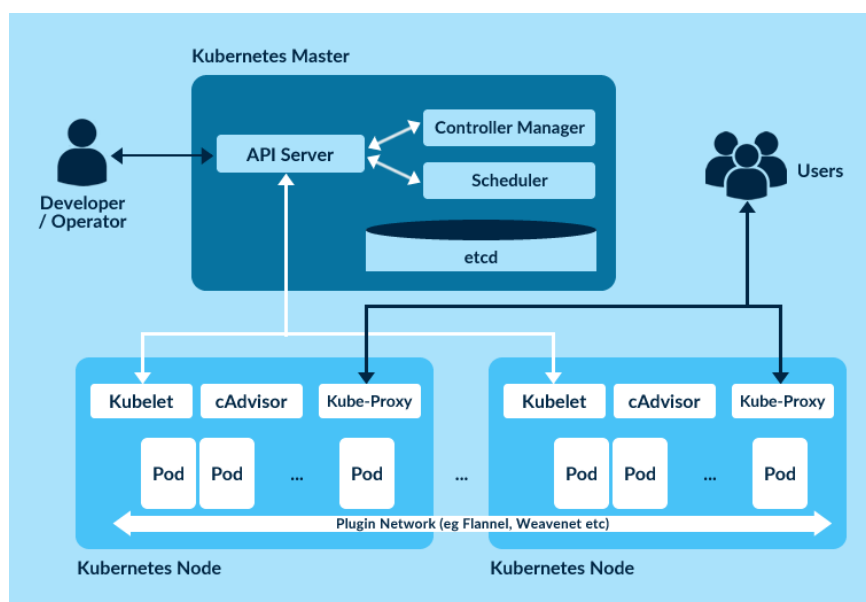 Kubernetes Master
API Server
Controller Manager
Scheduler
etcd
Developer
/ Operator
Users
Kubelet
cAdvisor
Kube-Proxy
Pod
Pod
...
Pod
...
Kubelet
cAdvisor
Kube-Proxy
Pod
Pod
...
Pod
Plugin Network (eg Flannel, Weavenet etc)
Kubernetes Node
Kubernetes Node